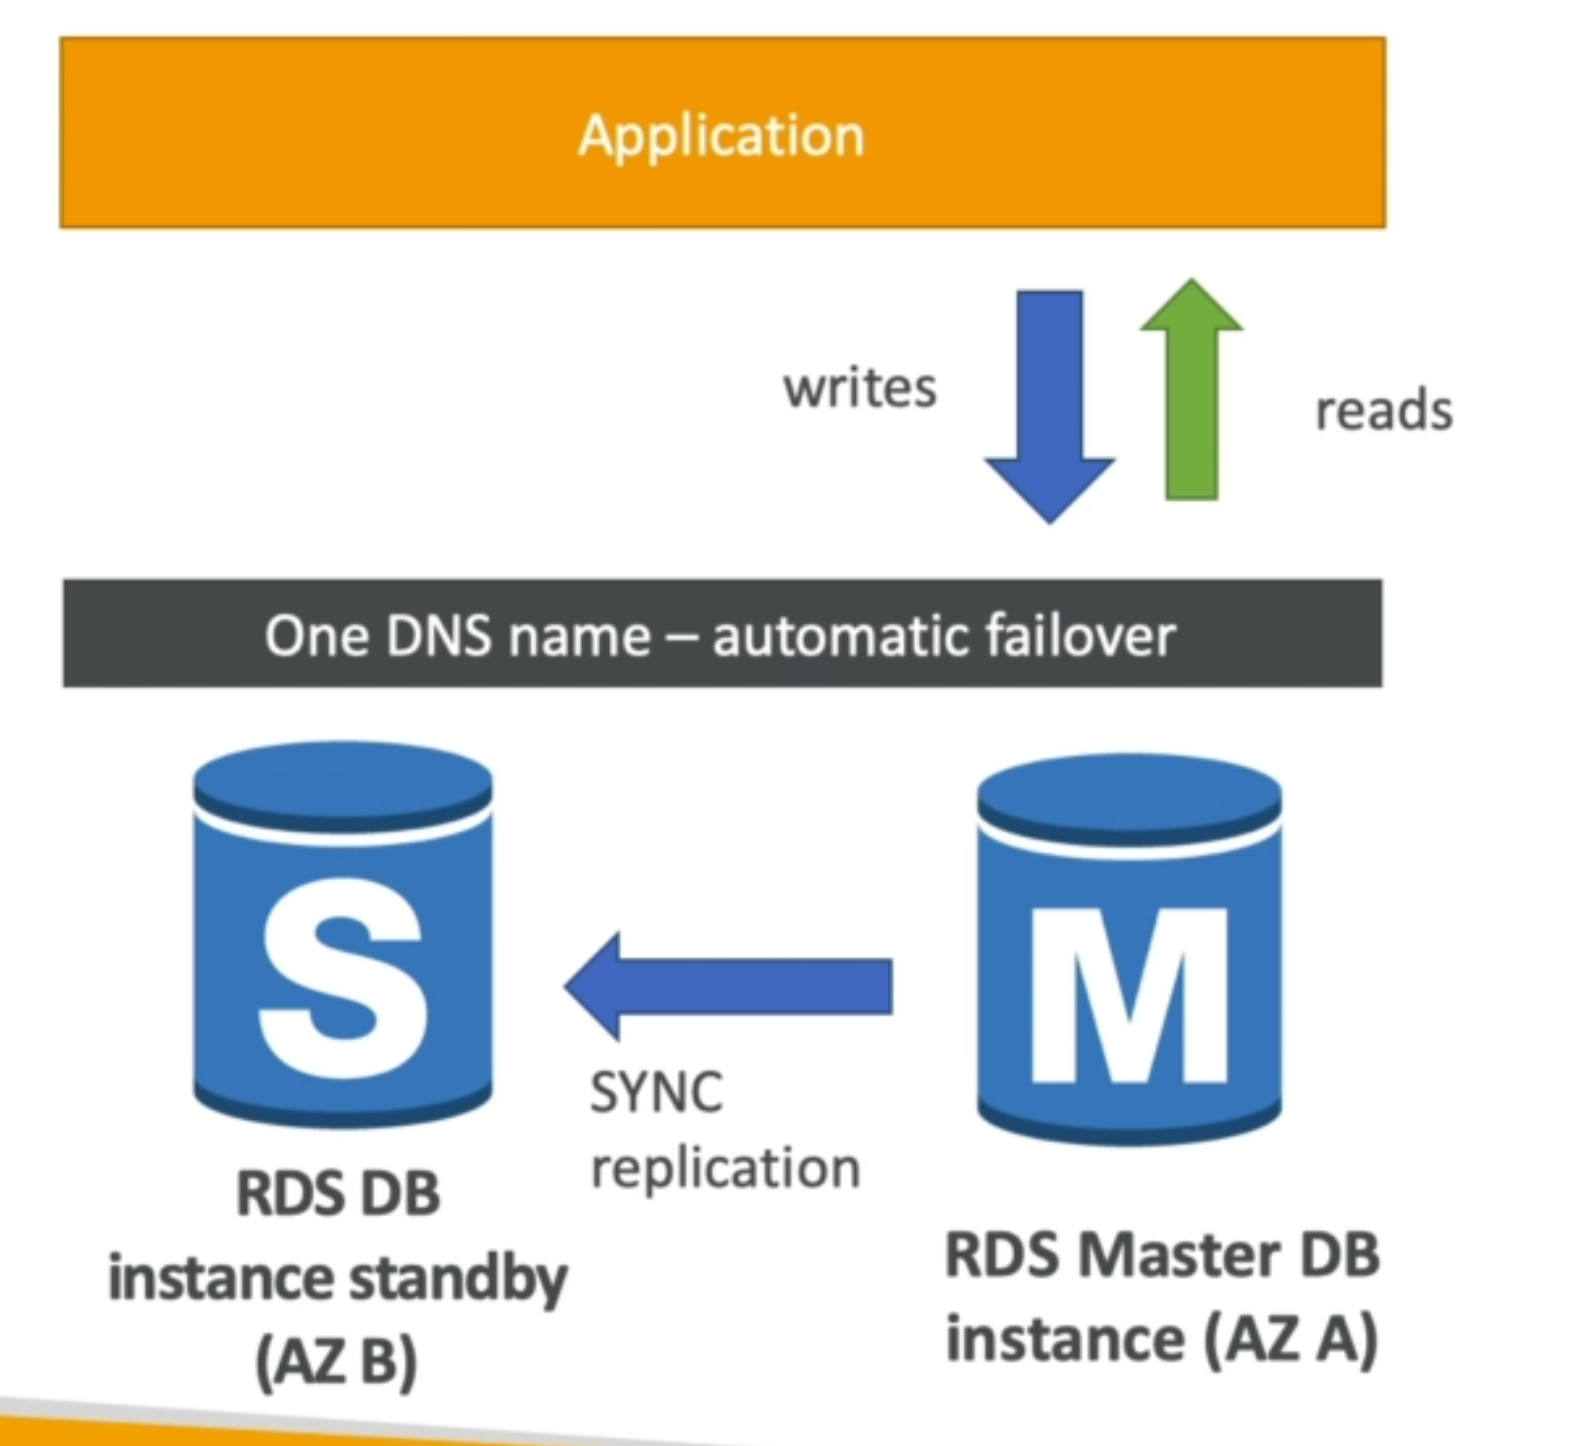 Application
writes
reads
One DNS name – automatic failover
S
M
SYNC
replication
RDS DB
instance standby
(AZ B)
RDS Master DB
instance (AZ A)